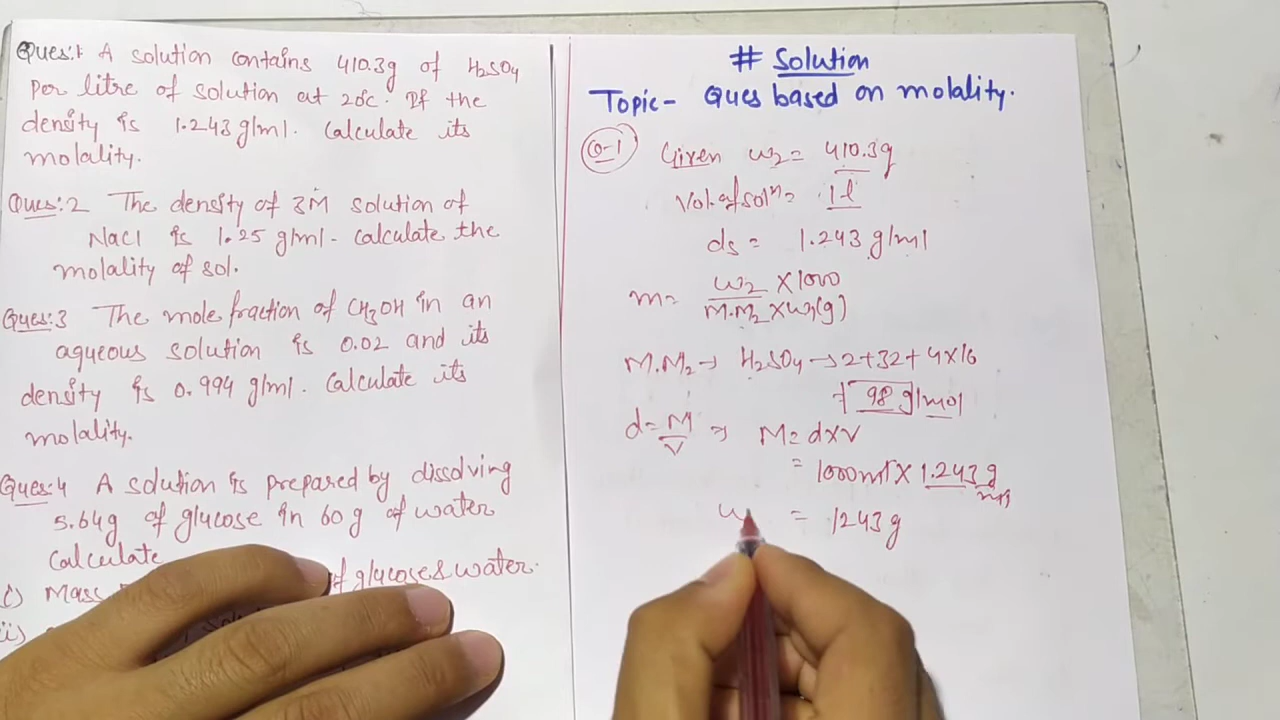 Ques:1 A solution contains 410.3g of H₂SO₄
Per litre of solution at 20°c. If the
density is 1.243 g/ml. Calculate its
molality.
Ques:2 The density of 3M solution of
NaCl is 1.25 g/ml. Calculate the
molality of sol.
Ques:3 The mole fraction of CH₃OH in an
aqueous solution is 0.02 and its
density is 0.994 g/ml. Calculate its
molality.
Ques:4 A solution is prepared by dissolving
5.64g of glucose in 60g of water
Calculate
i) Mass of glucose & water.
ii)
# Solution
Topic- Ques based on molality.
Q-1 Given w₂ = 410.3g
Vol. of solⁿ = 1l
ds = 1.243 g/ml
m = w₂ × 1000 / M.M₂ × w₁(g)
M.M₂ → H₂SO₄ → 2+32+4×16
= 98 g/mol
d = M/V ⇒ M = d×V
= 1000ml × 1.243 g/ml
w = 1243g